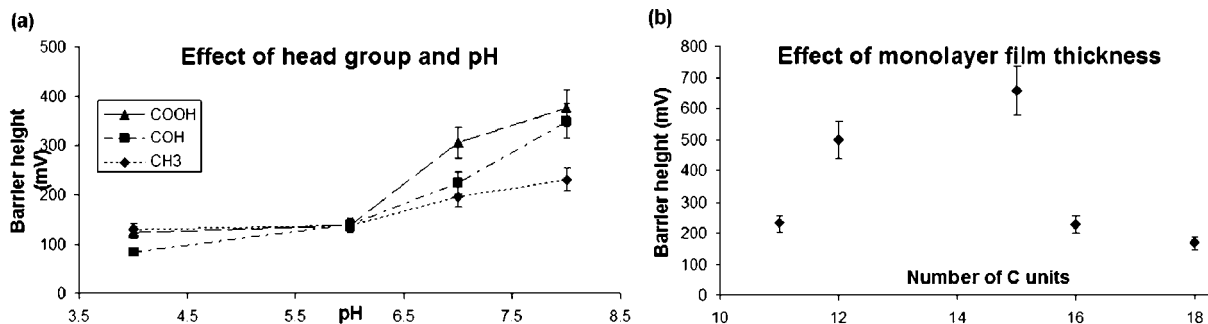 (a)
Effect of head group and pH
500
400
300
200
100
0
Barrier height
(mV)
COOH
COH
CH3
3.5 4.5 5.5 6.5 7.5 8.5
pH
(b)
Effect of monolayer film thickness
800
700
600
500
400
300
200
100
0
Barrier height (mV)
Number of C units
10 12 14 16 18